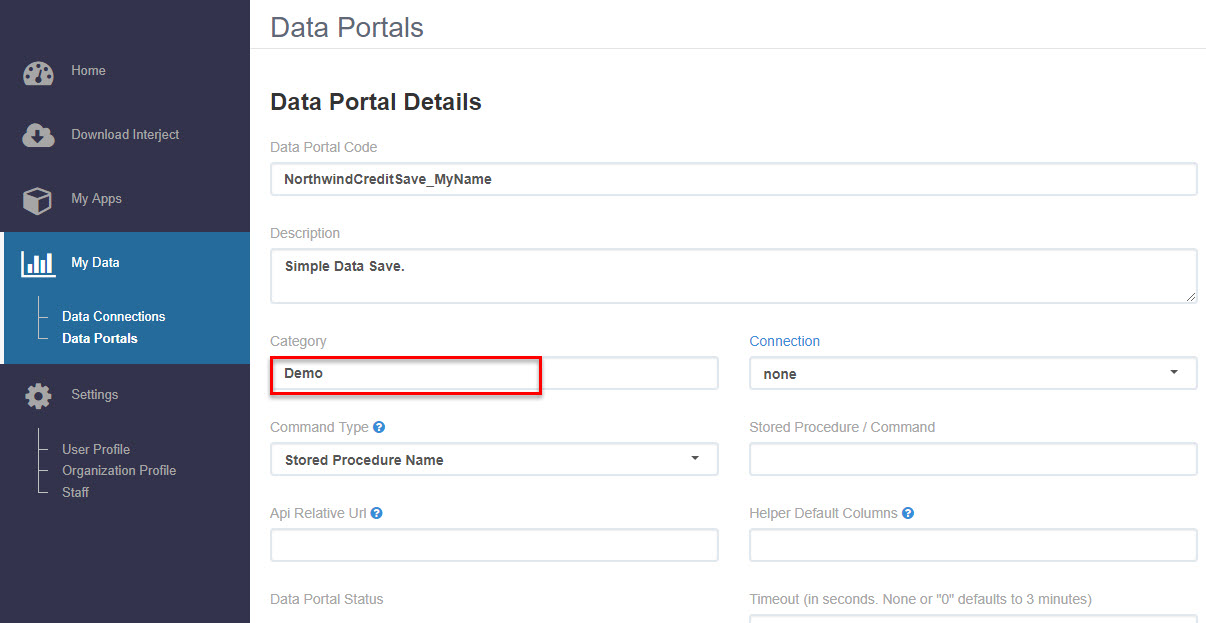 Data Portals
Home
Download Interject
My Apps
My Data
Data Connections
Data Portals
Settings
User Profile
Organization Profile
Staff
Data Portal Details
Data Portal Code
NorthwindCreditSave_MyName
Description
Simple Data Save.
Category
Connection
Demo
none
Command Type ?
Stored Procedure / Command
Stored Procedure Name
Api Relative Url ?
Helper Default Columns ?
Data Portal Status
Timeout (in seconds. None or "0" defaults to 3 minutes)